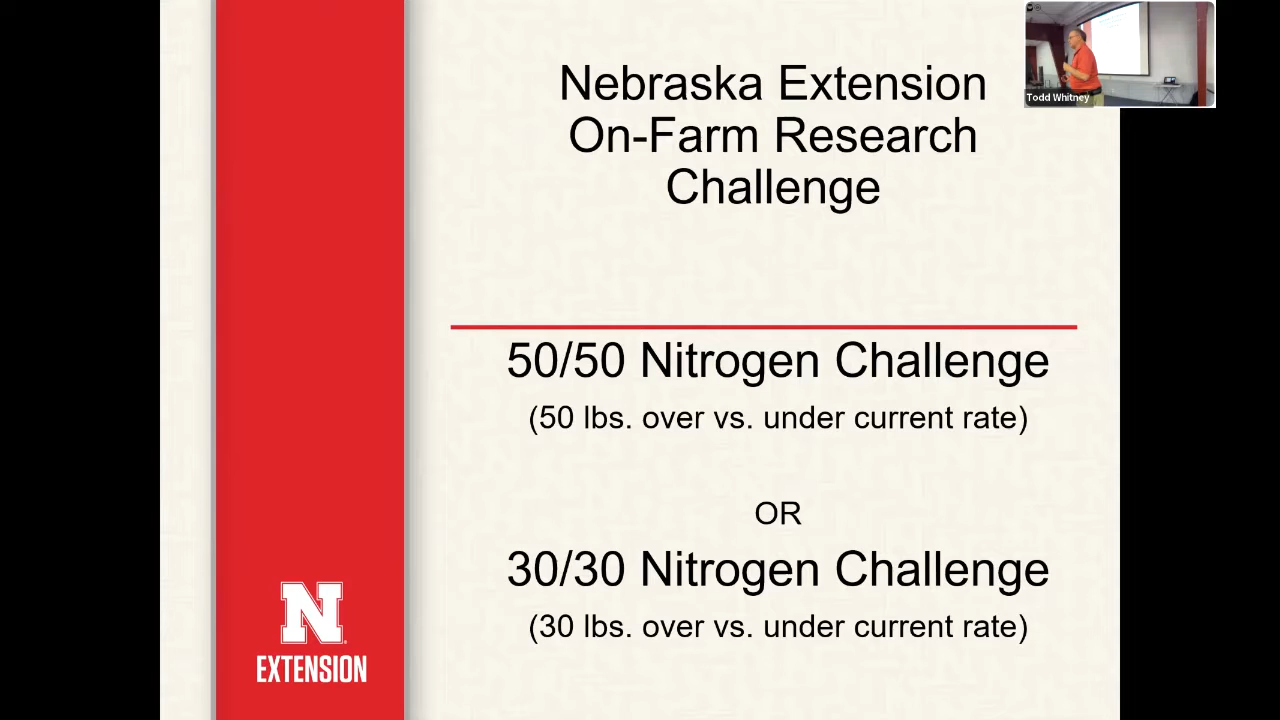 Nebraska Extension
On-Farm Research
Challenge
50/50 Nitrogen Challenge
(50 lbs. over vs. under current rate)
OR
30/30 Nitrogen Challenge
(30 lbs. over vs. under current rate)
N
EXTENSION
Todd Whitney